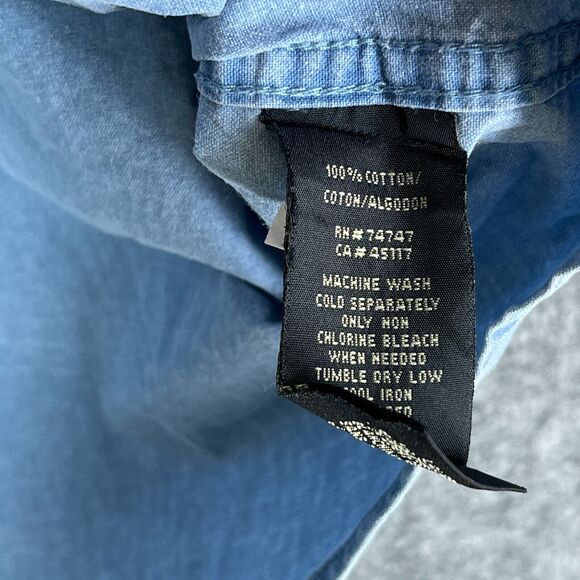 100% COTTON/
COTON/ALGODON
RN# 74747
CA# 45117
MACHINE WASH
COLD SEPARATELY
ONLY NON
CHLORINE BLEACH
WHEN NEEDED
TUMBLE DRY LOW
IRON